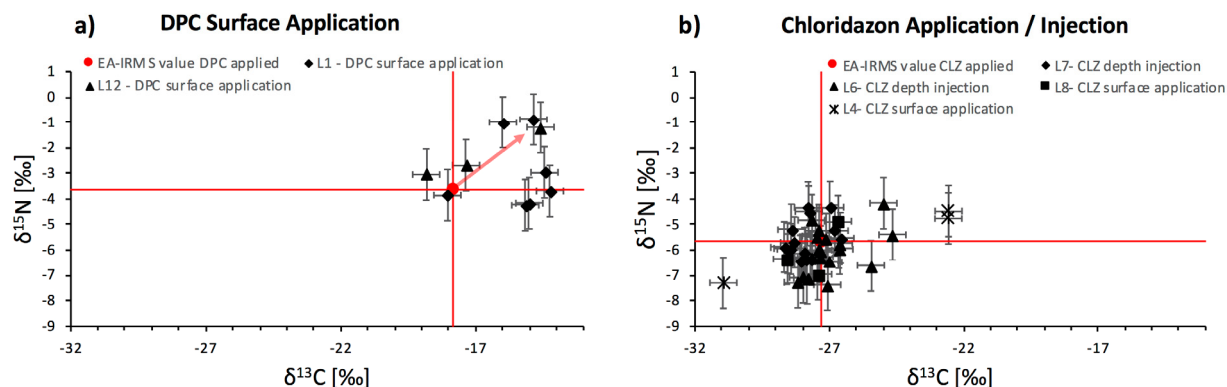 a) DPC Surface Application
EA-IRMS value DPC applied L1 - DPC surface application
L12 - DPC surface application
1
0
-1
-2
-3
-4
-5
-6
-7
-8
-9
δ15N [‰]
-32 -27 -22 -17
δ13C [‰]
b) Chloridazon Application / Injection
EA-IRMS value CLZ applied L7- CLZ depth injection
L6- CLZ depth injection L8- CLZ surface application
L4- CLZ surface application
1
0
-1
-2
-3
-4
-5
-6
-7
-8
-9
δ15N [‰]
-32 -27 -22 -17
δ13C [‰]